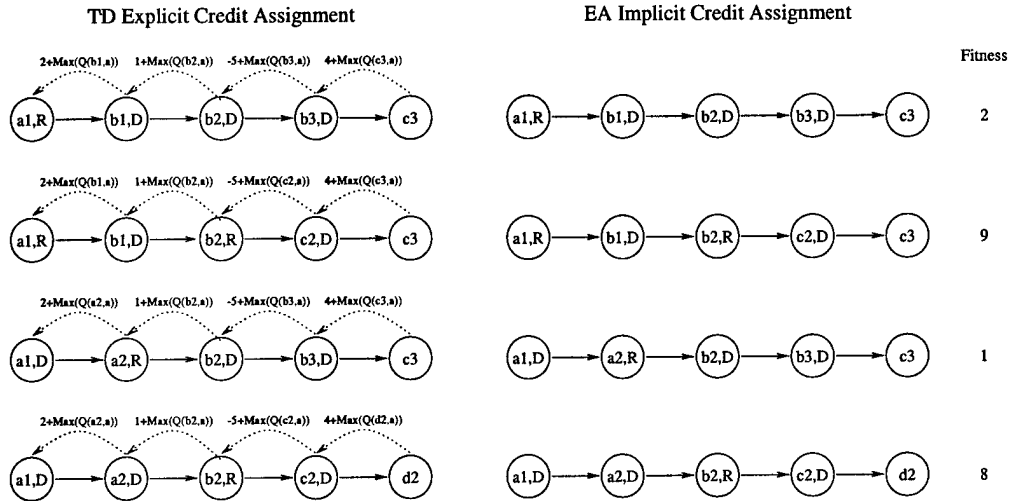 TD Explicit Credit Assignment
EA Implicit Credit Assignment
Fitness
2+Max(Q(b1,a)) 1+Max(Q(b2,a)) -5+Max(Q(b3,a)) 4+Max(Q(c3,a))
a1,R b1,D b2,D b3,D c3
a1,R b1,D b2,D b3,D c3 2
2+Max(Q(b1,a)) 1+Max(Q(b2,a)) -5+Max(Q(c2,a)) 4+Max(Q(c3,a))
a1,R b1,D b2,R c2,D c3
a1,R b1,D b2,R c2,D c3 9
2+Max(Q(a2,a)) 1+Max(Q(b2,a)) -5+Max(Q(b3,a)) 4+Max(Q(c3,a))
a1,D a2,R b2,D b3,D c3
a1,D a2,R b2,D b3,D c3 1
2+Max(Q(a2,a)) 1+Max(Q(b2,a)) -5+Max(Q(c2,a)) 4+Max(Q(d2,a))
a1,D a2,D b2,R c2,D d2
a1,D a2,D b2,R c2,D d2 8